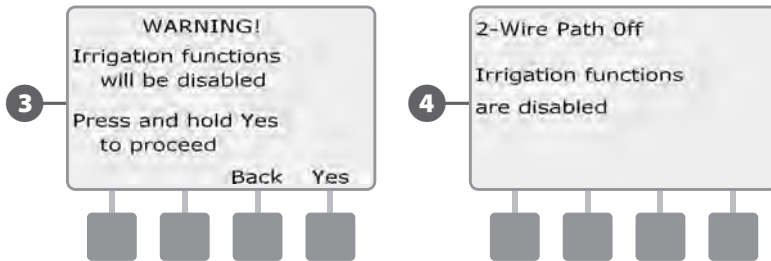 3
WARNING!
Irrigation functions
will be disabled
Press and hold Yes
to proceed
Back Yes
4
2-Wire Path Off
Irrigation functions
are disabled